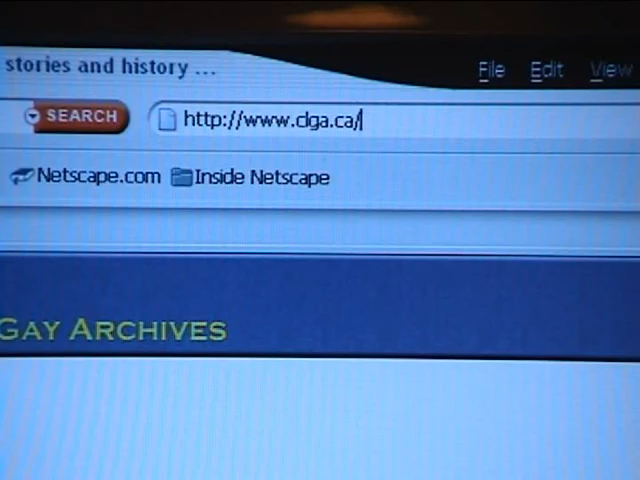 stories and history ...
File Edit View
SEARCH http://www.clga.ca/
Netscape.com Inside Netscape
GAY ARCHIVES